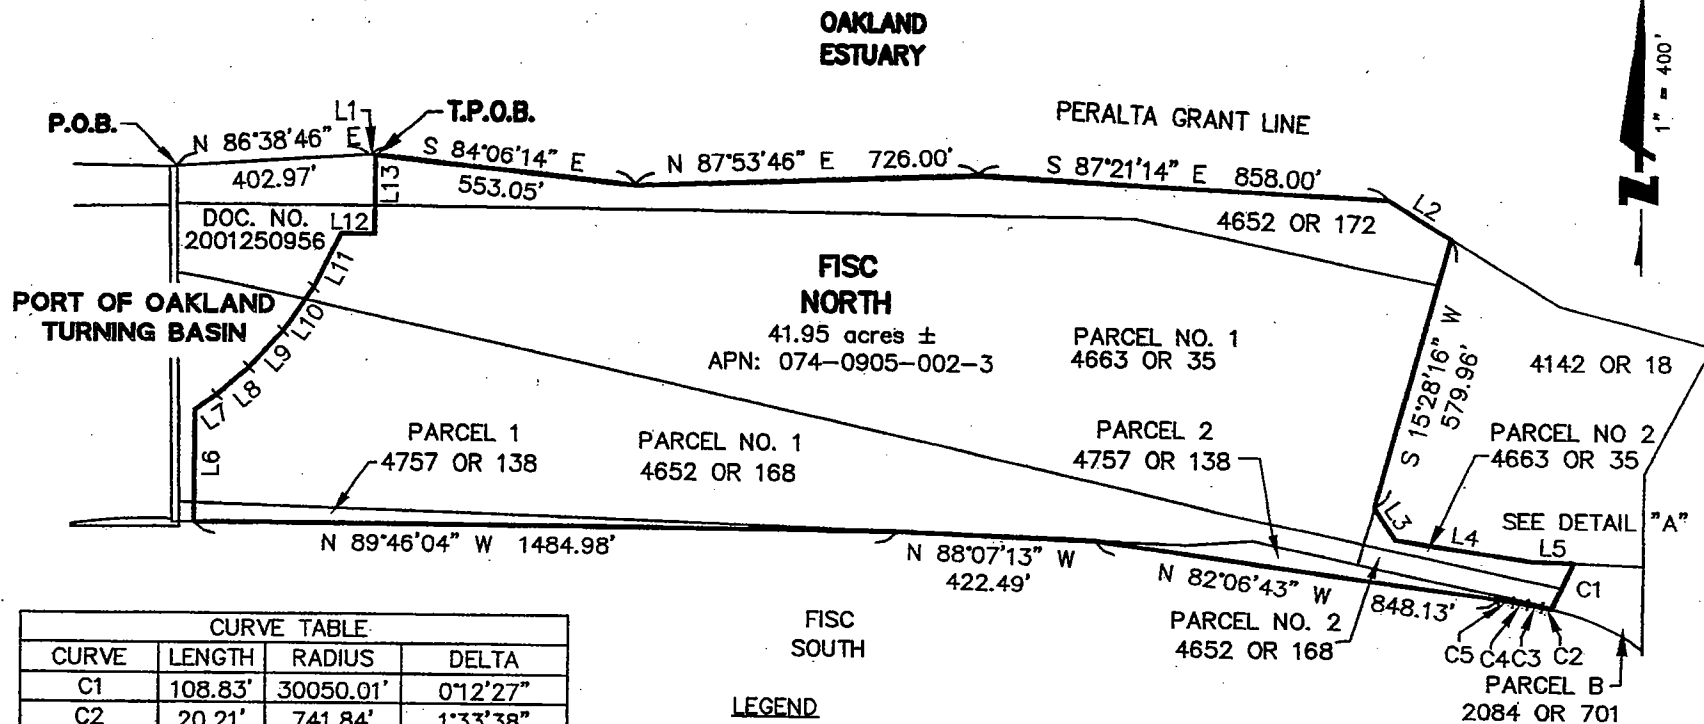 OAKLAND
ESTUARY
1" = 400'
Z
P.O.B.
L1
T.P.O.B.
PERALTA GRANT LINE
N 86°38'46" E
402.97'
S 84°06'14" E
553.05'
N 87°53'46" E 726.00'
S 87°21'14" E 858.00'
L2
L13
L12
DOC. NO.
2001250956
4652 OR 172
L11
FISC
NORTH
41.95 acres ±
APN: 074-0905-002-3
PORT OF OAKLAND
TURNING BASIN
L10
L9
L8
L7
L6
PARCEL NO. 1
4663 OR 35
S 15°28'16" W
579.96'
4142 OR 18
PARCEL 1
4757 OR 138
PARCEL NO. 1
4652 OR 168
PARCEL 2
4757 OR 138
PARCEL NO 2
4663 OR 35
L3
L4
L5
SEE DETAIL "A"
C1
N 89°46'04" W 1484.98'
N 88°07'13" W
422.49'
N 82°06'43" W
848.13'
FISC
SOUTH
PARCEL NO. 2
4652 OR 168
C5 C4 C3 C2
PARCEL B
2084 OR 701
CURVE TABLE
CURVE LENGTH RADIUS DELTA
C1 108.83' 30050.01' 0°12'27"
C2 20.21' 741.84' 1°33'38"
LEGEND